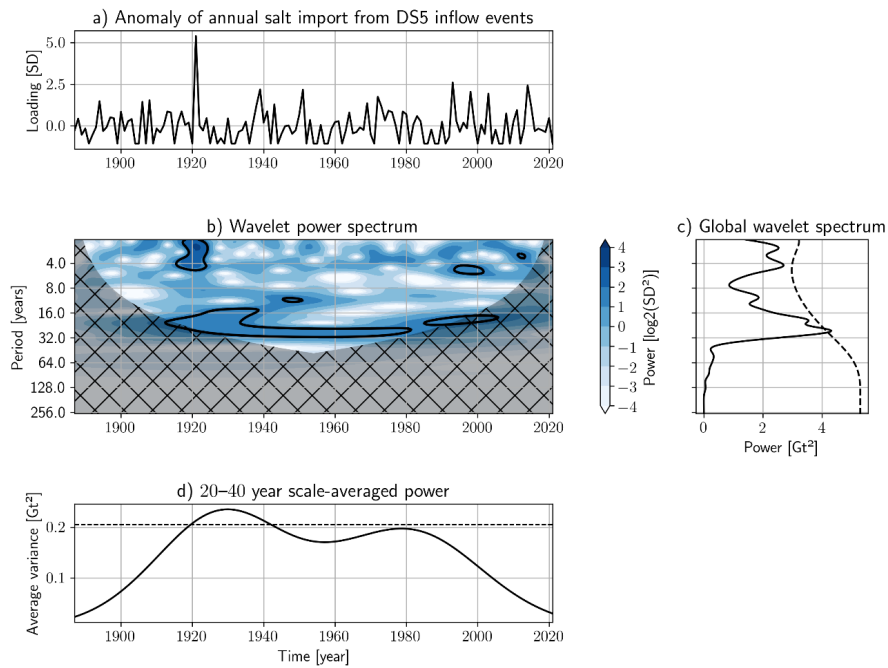 a) Anomaly of annual salt import from DS5 inflow events
Loading [SD]
5.0
2.5
0.0
1900 1920 1940 1960 1980 2000 2020
b) Wavelet power spectrum
Period [years]
4.0
8.0
16.0
32.0
64.0
128.0
256.0
1900 1920 1940 1960 1980 2000 2020
4
3
2
1
0
−1
−2
−3
−4
Power [log2(SD²)]
c) Global wavelet spectrum
0 2 4
Power [Gt²]
d) 20–40 year scale-averaged power
Average variance [Gt²]
0.2
0.1
1900 1920 1940 1960 1980 2000 2020
Time [year]